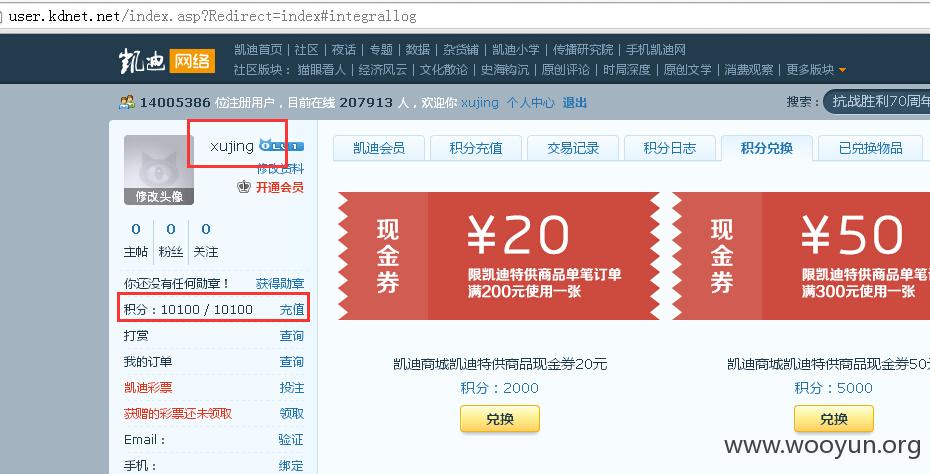 user.kdnet.net/index.asp?Redirect=index#integrallog
凯迪网络
凯迪首页 | 社区 | 夜话 | 专题 | 数据 | 杂货铺 | 凯迪小学 | 传播研究院 | 手机凯迪网
社区版块： 猫眼看人 | 经济风云 | 文化散论 | 史海钩沉 | 原创评论 | 时局深度 | 原创文学 | 消费观察 | 更多版块
14005386 位注册用户，目前在线 207913 人，欢迎你 xujing 个人中心 退出
搜索： 抗战胜利70周年
xujing LV1
修改资料
修改头像
开通会员
0 0 0
主帖 粉丝 关注
你还没有任何勋章！ 获得勋章
积分：10100 / 10100 充值
打赏 查询
我的订单 查询
凯迪彩票 投注
获赠的彩票还未领取 领取
Email： 验证
手机： 绑定
凯迪会员 积分充值 交易记录 积分日志 积分兑换 已兑换物品
现金券
¥20
限凯迪特供商品单笔订单
满200元使用一张
凯迪商城凯迪特供商品现金券20元
积分：2000
兑换
现金券
¥50
限凯迪特供商品单笔订
满300元使用一张
凯迪商城凯迪特供商品现金券50元
积分：5000
兑换
www.wooyun.org